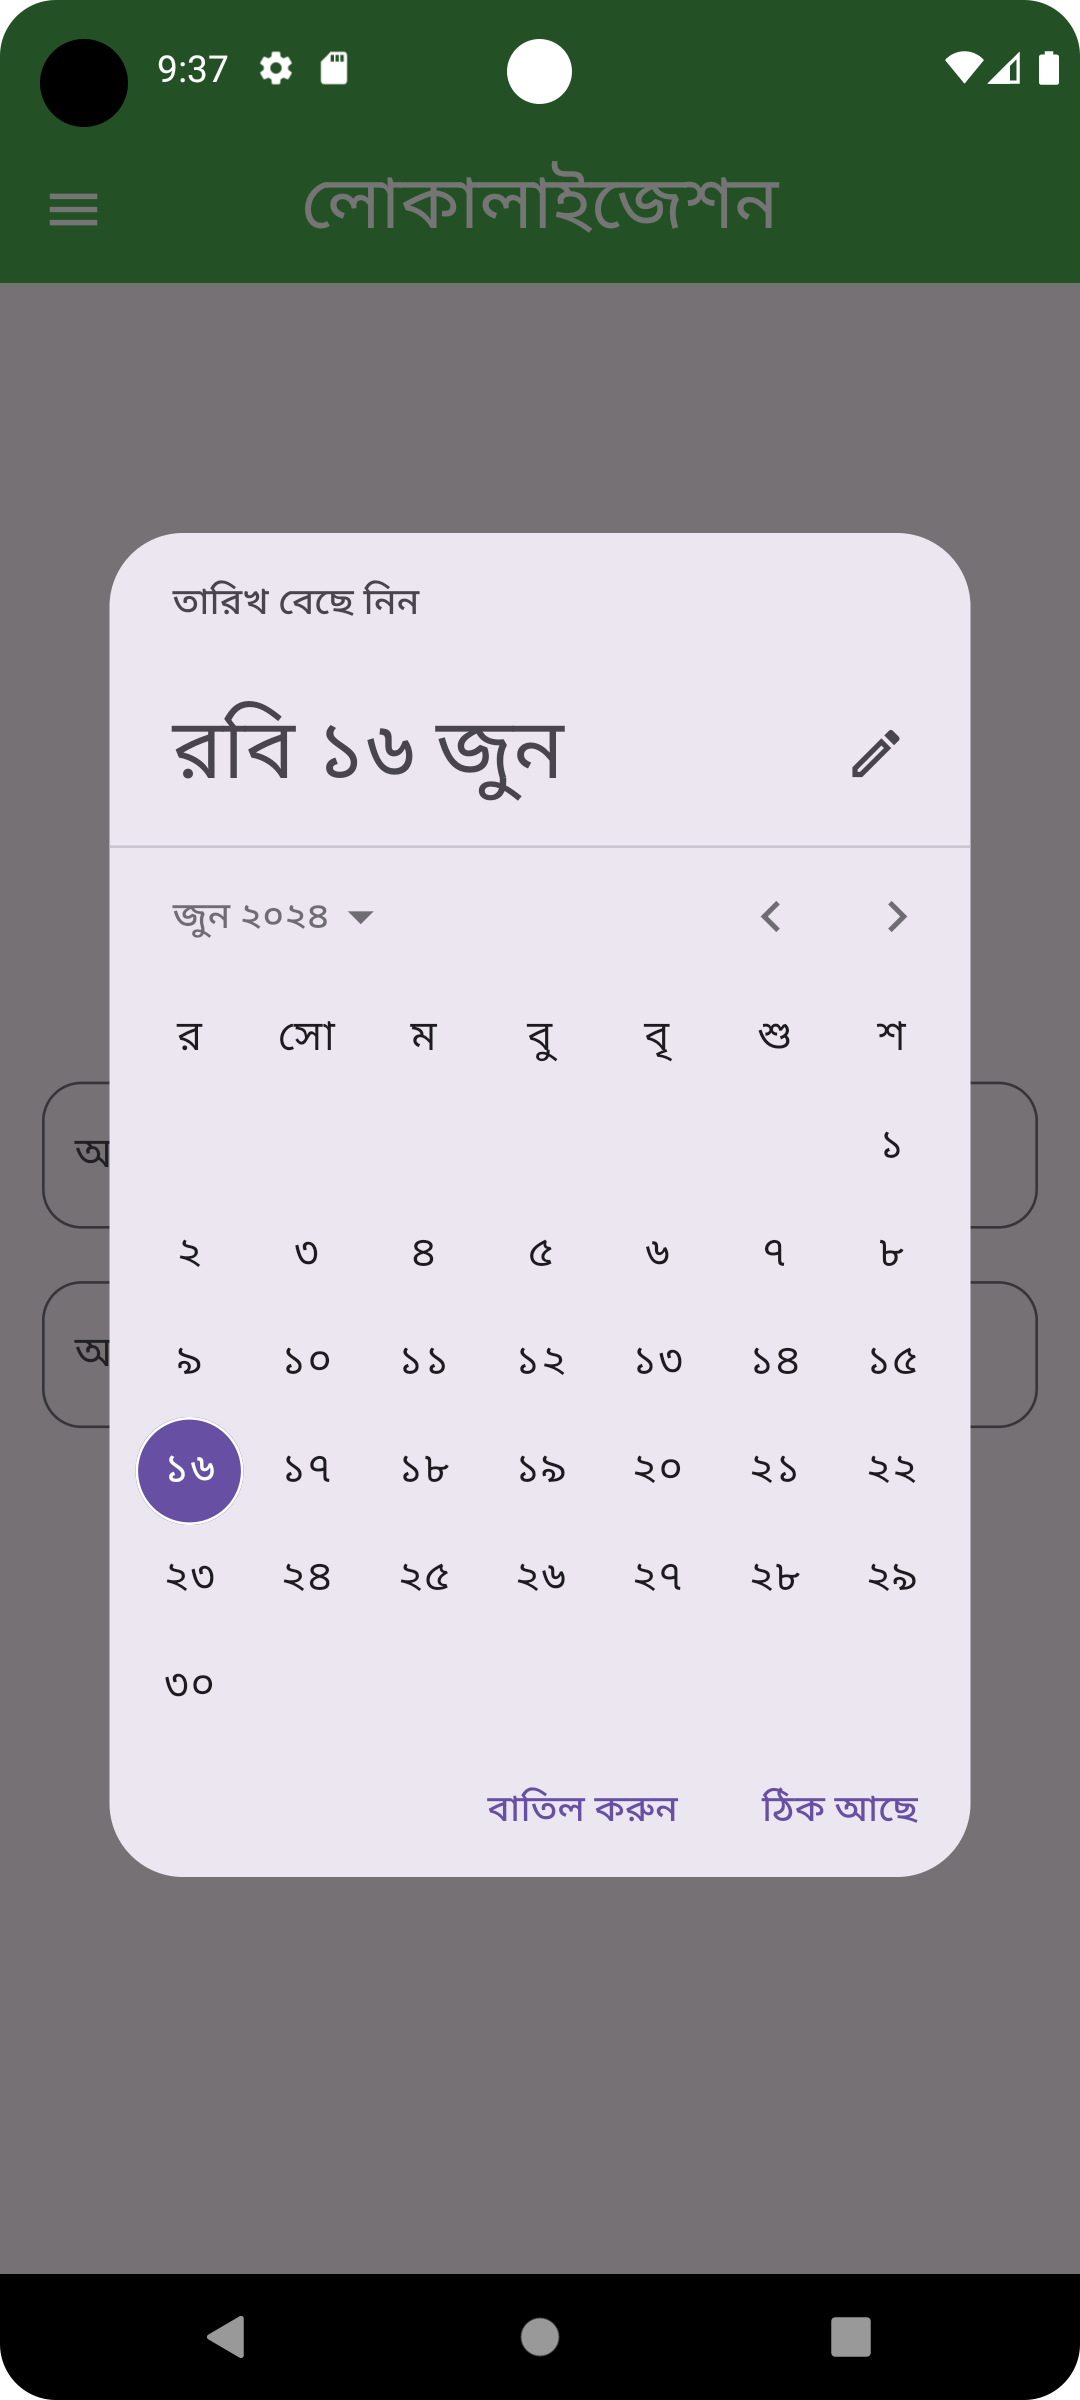 9:37
লোকালাইজেশন
তারিখ বেছে নিন
রবি ১৬ জুন
জুন ২০২৪
র সো ম বু বৃ শু শ
১
২ ৩ ৪ ৫ ৬ ৭ ৮
৯ ১০ ১১ ১২ ১৩ ১৪ ১৫
১৬ ১৭ ১৮ ১৯ ২০ ২১ ২২
২৩ ২৪ ২৫ ২৬ ২৭ ২৮ ২৯
৩০
বাতিল করুন ঠিক আছে